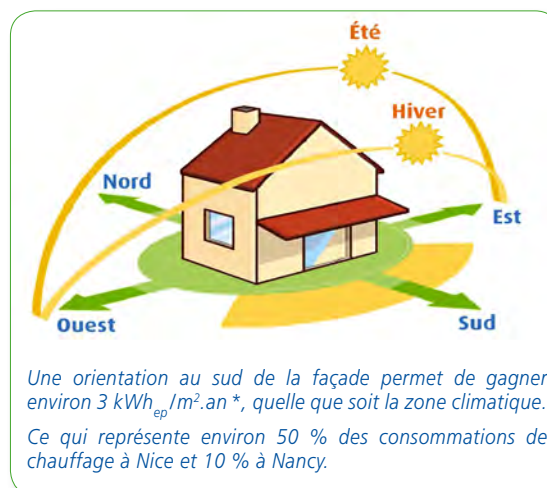 Été
Hiver
Nord
Est
Ouest
Sud
Une orientation au sud de la façade permet de gagner
environ 3 kWhep/m².an *, quelle que soit la zone climatique.
Ce qui représente environ 50 % des consommations de
chauffage à Nice et 10 % à Nancy.